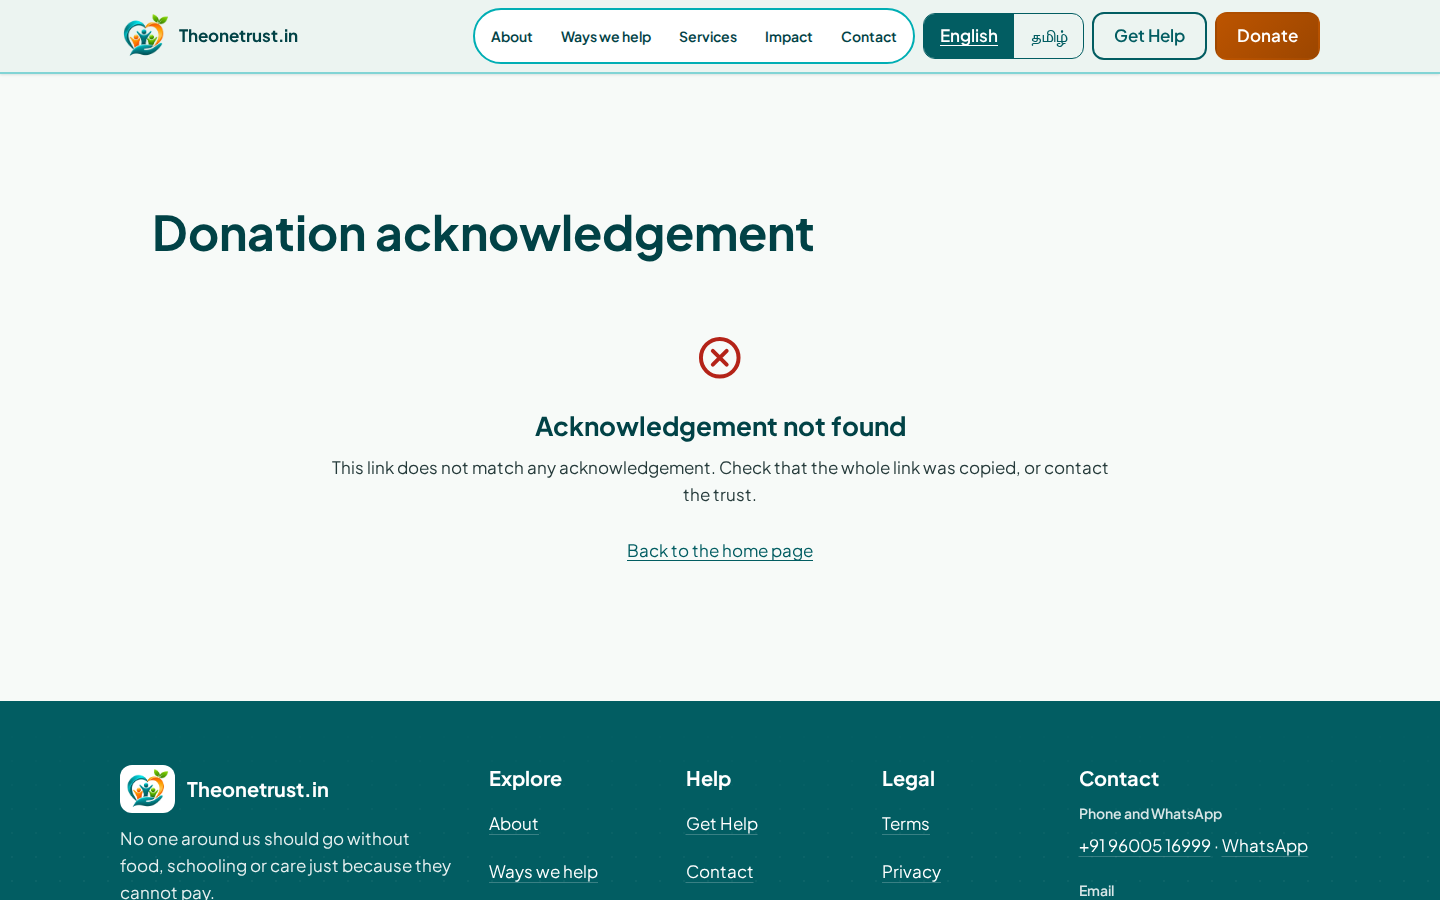 Theonetrust.in
About
Ways we help
Services
Impact
Contact
English
தமிழ்
Get Help
Donate
Donation acknowledgement
Acknowledgement not found
This link does not match any acknowledgement. Check that the whole link was copied, or contact
the trust.
Back to the home page
Theonetrust.in
No one around us should go without
food, schooling or care just because they
cannot pay.
Explore
About
Ways we help
Help
Get Help
Contact
Legal
Terms
Privacy
Contact
Phone and WhatsApp
+91 96005 16999 · WhatsApp
Email